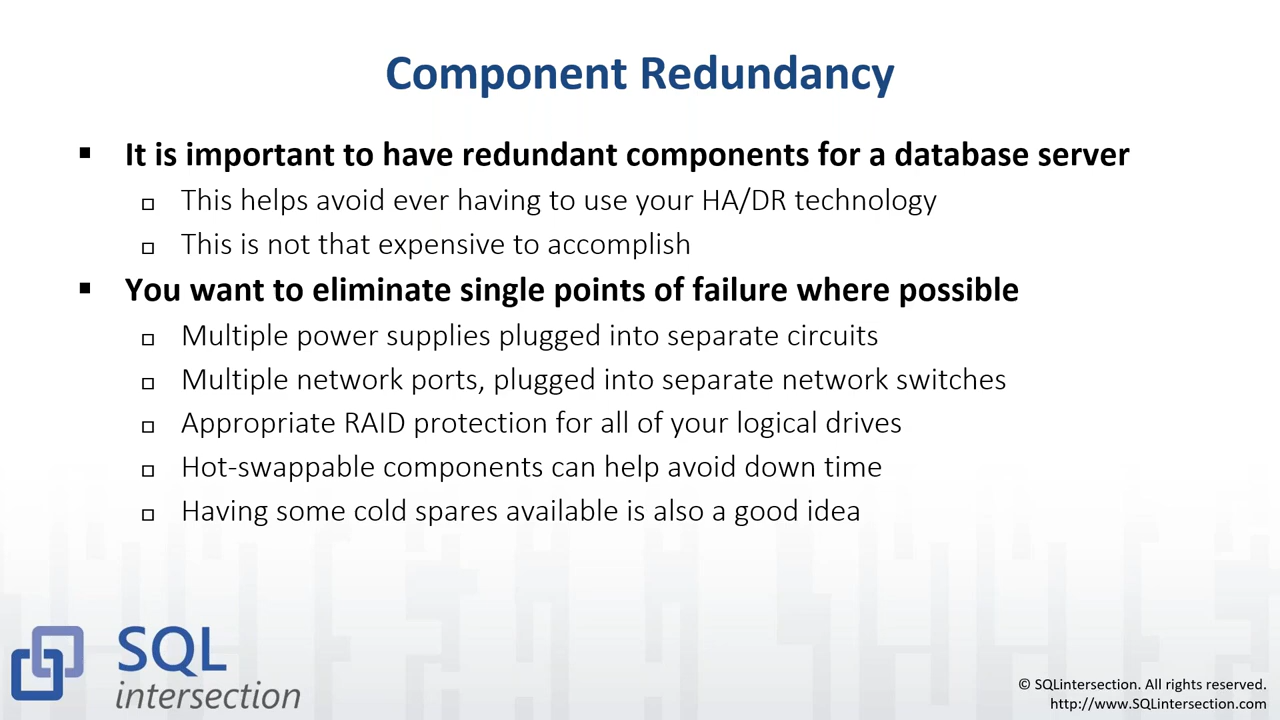 Component Redundancy
▪ It is important to have redundant components for a database server
□ This helps avoid ever having to use your HA/DR technology
□ This is not that expensive to accomplish
▪ You want to eliminate single points of failure where possible
□ Multiple power supplies plugged into separate circuits
□ Multiple network ports, plugged into separate network switches
□ Appropriate RAID protection for all of your logical drives
□ Hot-swappable components can help avoid down time
□ Having some cold spares available is also a good idea
SQL
intersection
© SQLintersection. All rights reserved.
http://www.SQLintersection.com